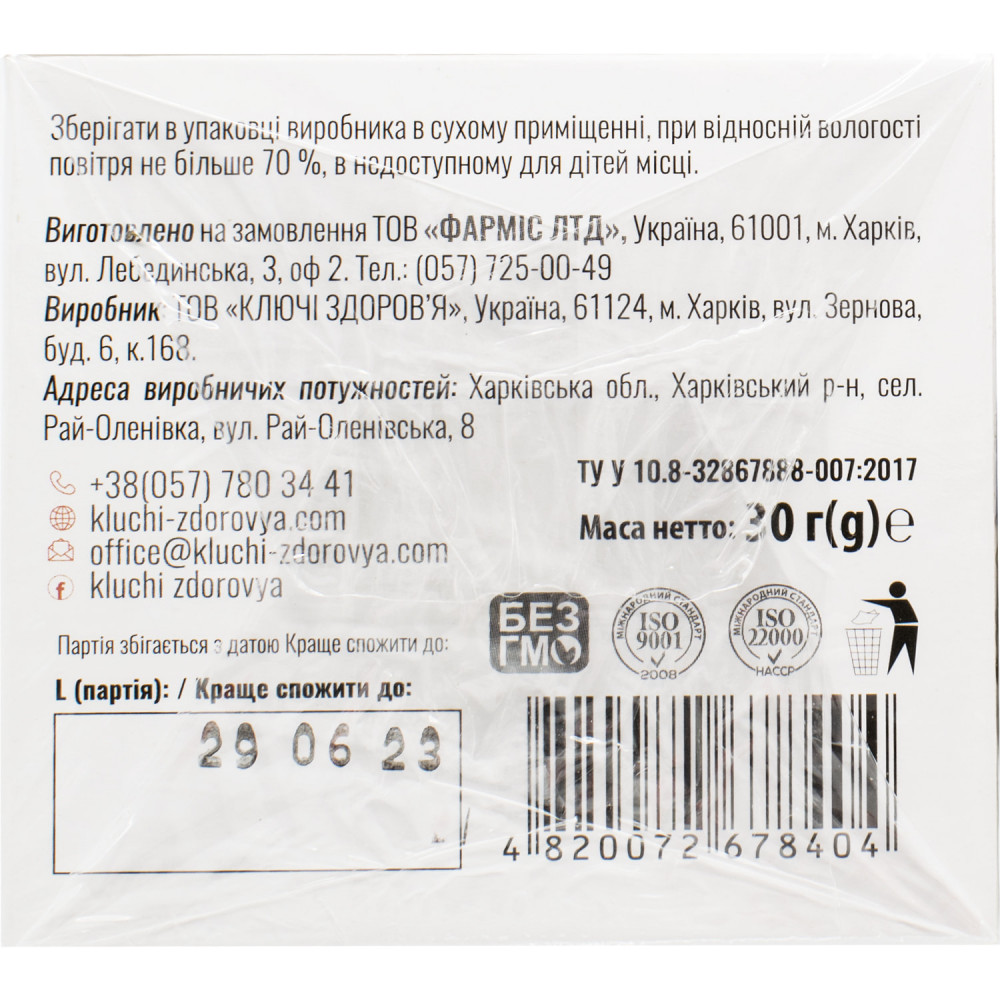 Зберігати в упаковці виробника в сухому приміщенні, при відносній вологості
повітря не більше 70 %, в недоступному для дітей місці.
Виготовлено на замовлення ТОВ «ФАРМІС ЛТД», Україна, 61001, м. Харків,
вул. Лебединська, 3, оф 2. Тел.: (057) 725-00-49
Виробник: ТОВ «КЛЮЧІ ЗДОРОВ’Я», Україна, 61124, м. Харків, вул. Зернова,
буд. 6, к.168.
Адреса виробничих потужностей: Харківська обл., Харківський р-н, сел.
Рай-Оленівка, вул. Рай-Оленівська, 8
+38(057) 780 34 41
kluchi-zdorovya.com
office@kluchi-zdorovya.com
kluchi zdorovya
ТУ У 10.8-32867888-007:2017
Маса нетто: 30 г(g)℮
БЕЗ
ГМО
МІЖНАРОДНИЙ СТАНДАРТ
ISO
9001
2008
МІЖНАРОДНИЙ СТАНДАРТ
ISO
22000
HACCP
Партія збігається з датою Краще спожити до:
L (партія): / Краще спожити до:
29 06 23
4 820072 678404